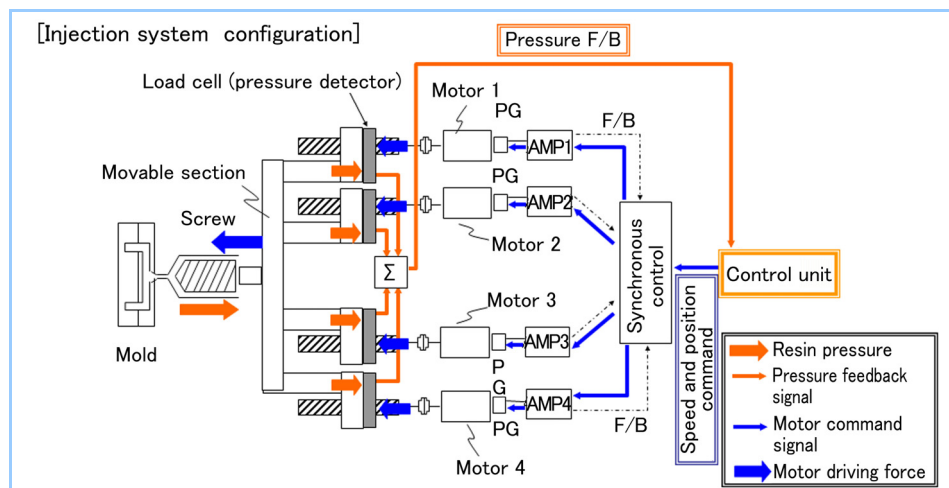 [Injection system configuration]
Pressure F/B
Load cell (pressure detector)
Motor 1
PG
F/B
AMP1
Movable section
PG
AMP2
Screw
Motor 2
Σ
Synchronous
control
Control unit
Speed and position
command
Motor 3
Mold
AMP3
P
G
AMP4
PG
F/B
Motor 4
Resin pressure
Pressure feedback
signal
Motor command
signal
Motor driving force